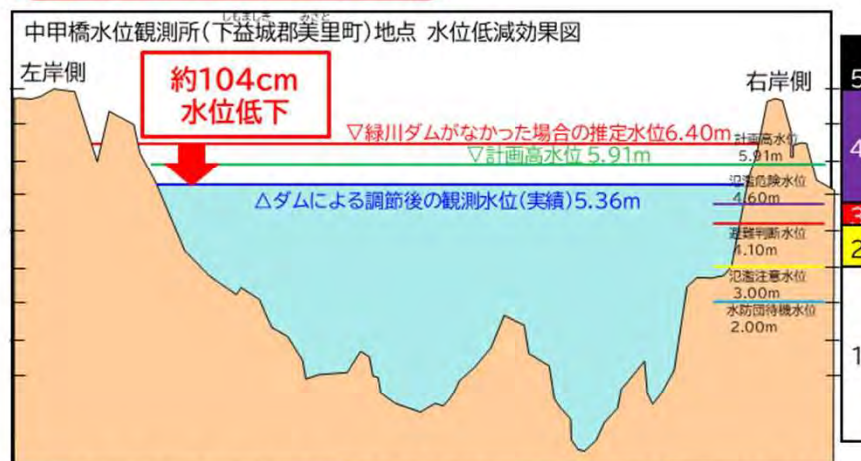 しもましき みさと
中甲橋水位観測所(下益城郡美里町)地点 水位低減効果図
左岸側
右岸側
約104cm
水位低下
▽緑川ダムがなかった場合の推定水位6.40m
▽計画高水位 5.91m
△ダムによる調節後の観測水位(実績)5.36m
計画高水位
5.91m
氾濫危険水位
4.60m
避難判断水位
4.10m
氾濫注意水位
3.00m
水防団待機水位
2.00m
5
4
3
2
1